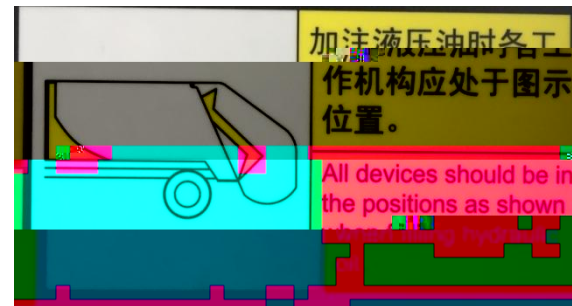 加注液压油时各工
作机构应处于图示
位置。
All devices should be in
the positions as shown